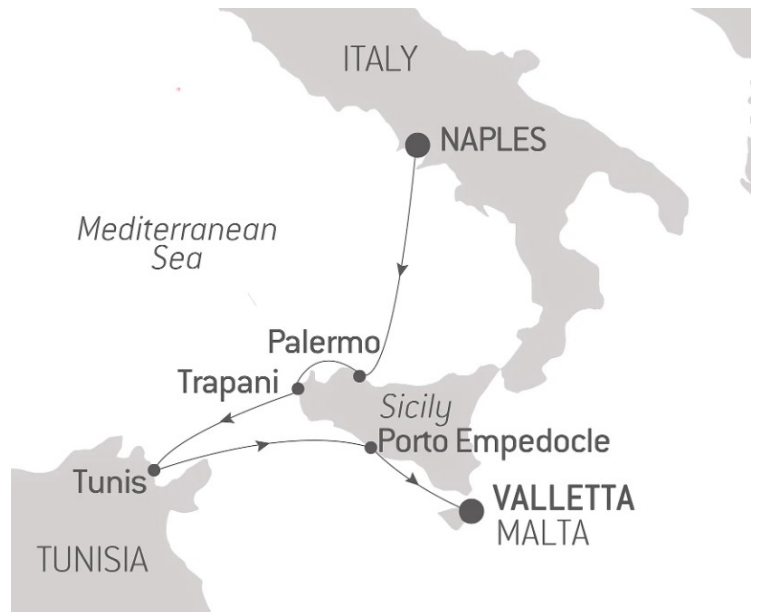 ITALY
NAPLES
Mediterranean
Sea
Palermo
Trapani
Sicily
Porto Empedocle
Tunis
VALLETTA
MALTA
TUNISIA